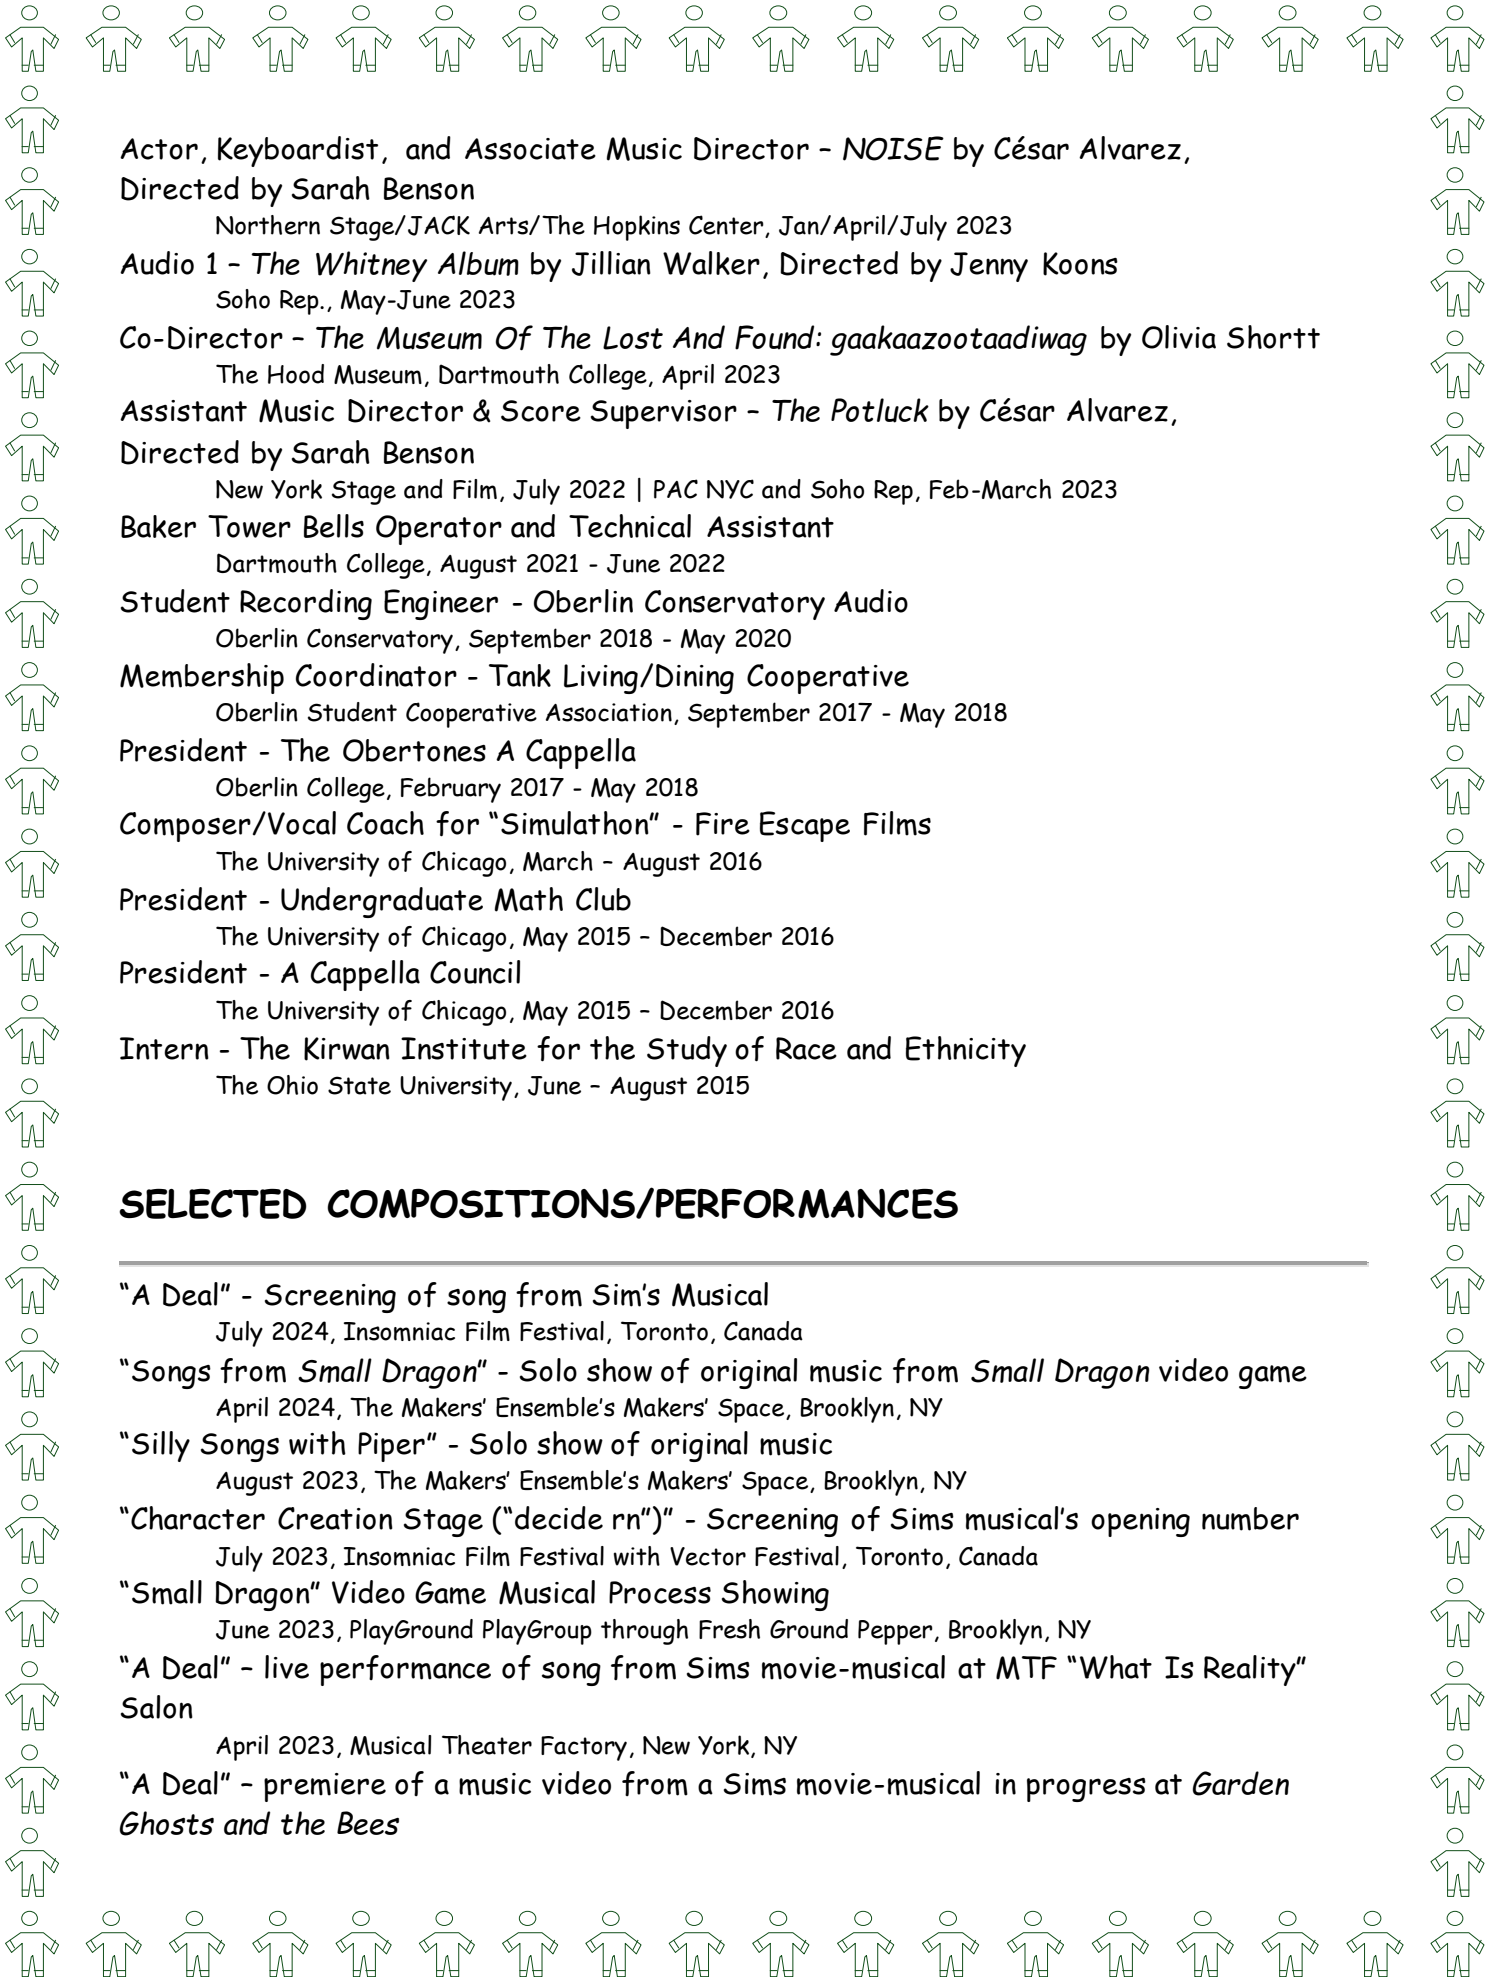 Actor, Keyboardist, and Associate Music Director – NOISE by César Alvarez,
Directed by Sarah Benson
Northern Stage/JACK Arts/The Hopkins Center, Jan/April/July 2023
Audio 1 – The Whitney Album by Jillian Walker, Directed by Jenny Koons
Soho Rep., May-June 2023
Co-Director – The Museum Of The Lost And Found: gaakaazootaadiwag by Olivia Shortt
The Hood Museum, Dartmouth College, April 2023
Assistant Music Director & Score Supervisor – The Potluck by César Alvarez,
Directed by Sarah Benson
New York Stage and Film, July 2022 | PAC NYC and Soho Rep, Feb-March 2023
Baker Tower Bells Operator and Technical Assistant
Dartmouth College, August 2021 - June 2022
Student Recording Engineer - Oberlin Conservatory Audio
Oberlin Conservatory, September 2018 - May 2020
Membership Coordinator - Tank Living/Dining Cooperative
Oberlin Student Cooperative Association, September 2017 - May 2018
President - The Obertones A Cappella
Oberlin College, February 2017 - May 2018
Composer/Vocal Coach for “Simulathon” - Fire Escape Films
The University of Chicago, March – August 2016
President - Undergraduate Math Club
The University of Chicago, May 2015 – December 2016
President - A Cappella Council
The University of Chicago, May 2015 – December 2016
Intern - The Kirwan Institute for the Study of Race and Ethnicity
The Ohio State University, June – August 2015
SELECTED COMPOSITIONS/PERFORMANCES
“A Deal” - Screening of song from Sim’s Musical
July 2024, Insomniac Film Festival, Toronto, Canada
“Songs from Small Dragon” - Solo show of original music from Small Dragon video game
April 2024, The Makers’ Ensemble’s Makers’ Space, Brooklyn, NY
“Silly Songs with Piper” - Solo show of original music
August 2023, The Makers’ Ensemble’s Makers’ Space, Brooklyn, NY
“Character Creation Stage (“decide rn”)” - Screening of Sims musical’s opening number
July 2023, Insomniac Film Festival with Vector Festival, Toronto, Canada
“Small Dragon” Video Game Musical Process Showing
June 2023, PlayGround PlayGroup through Fresh Ground Pepper, Brooklyn, NY
“A Deal” – live performance of song from Sims movie-musical at MTF “What Is Reality”
Salon
April 2023, Musical Theater Factory, New York, NY
“A Deal” – premiere of a music video from a Sims movie-musical in progress at Garden
Ghosts and the Bees